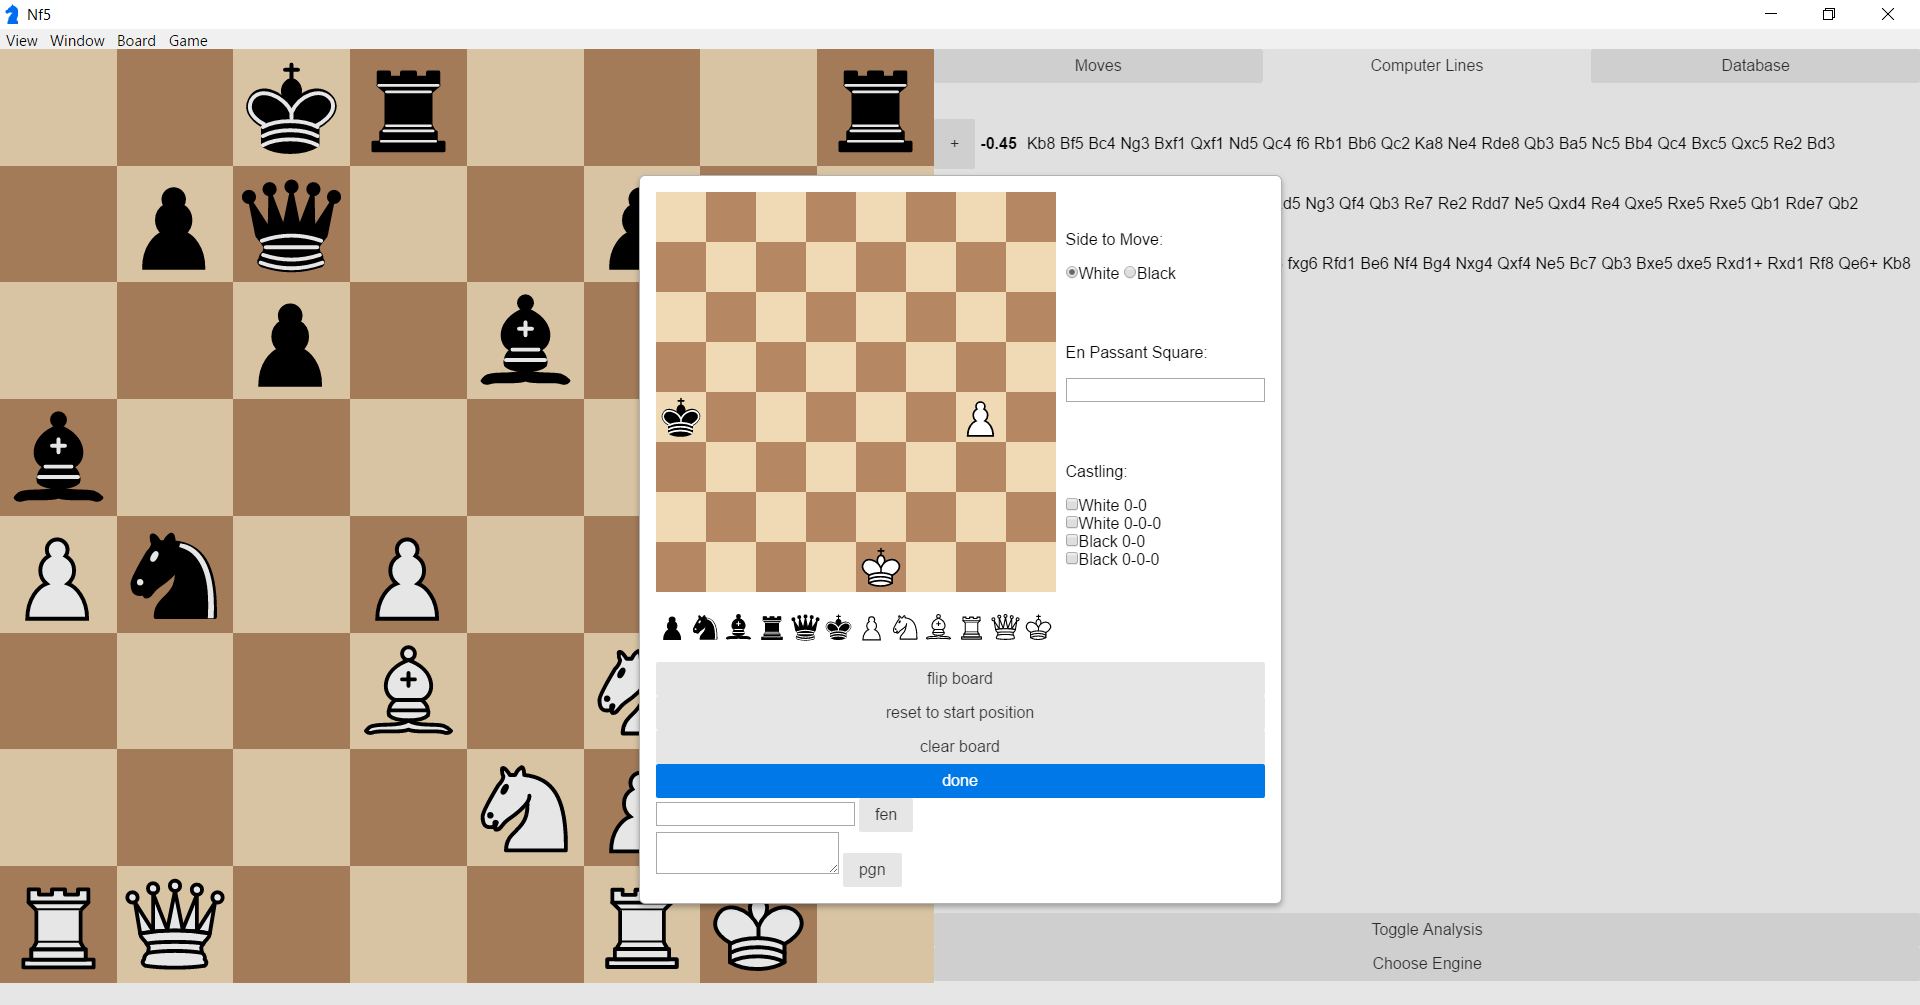 Nf5
View Window Board Game
Moves Computer Lines Database
+ -0.45 Kb8 Bf5 Bc4 Ng3 Bxf1 Qxf1 Nd5 Qc4 f6 Rb1 Bb6 Qc2 Ka8 Ne4 Rde8 Qb3 Ba5 Nc5 Bb4 Qc4 Bxc5 Qxc5 Re2 Bd3
d5 Ng3 Qf4 Qb3 Re7 Re2 Rdd7 Ne5 Qxd4 Re4 Qxe5 Rxe5 Rxe5 Qb1 Rde7 Qb2
fxg6 Rfd1 Be6 Nf4 Bg4 Nxg4 Qxf4 Ne5 Bc7 Qb3 Bxe5 dxe5 Rxd1+ Rxd1 Rf8 Qe6+ Kb8
Side to Move:
White Black
En Passant Square:
Castling:
White 0-0
White 0-0-0
Black 0-0
Black 0-0-0
flip board
reset to start position
clear board
done
fen
pgn
Toggle Analysis
Choose Engine